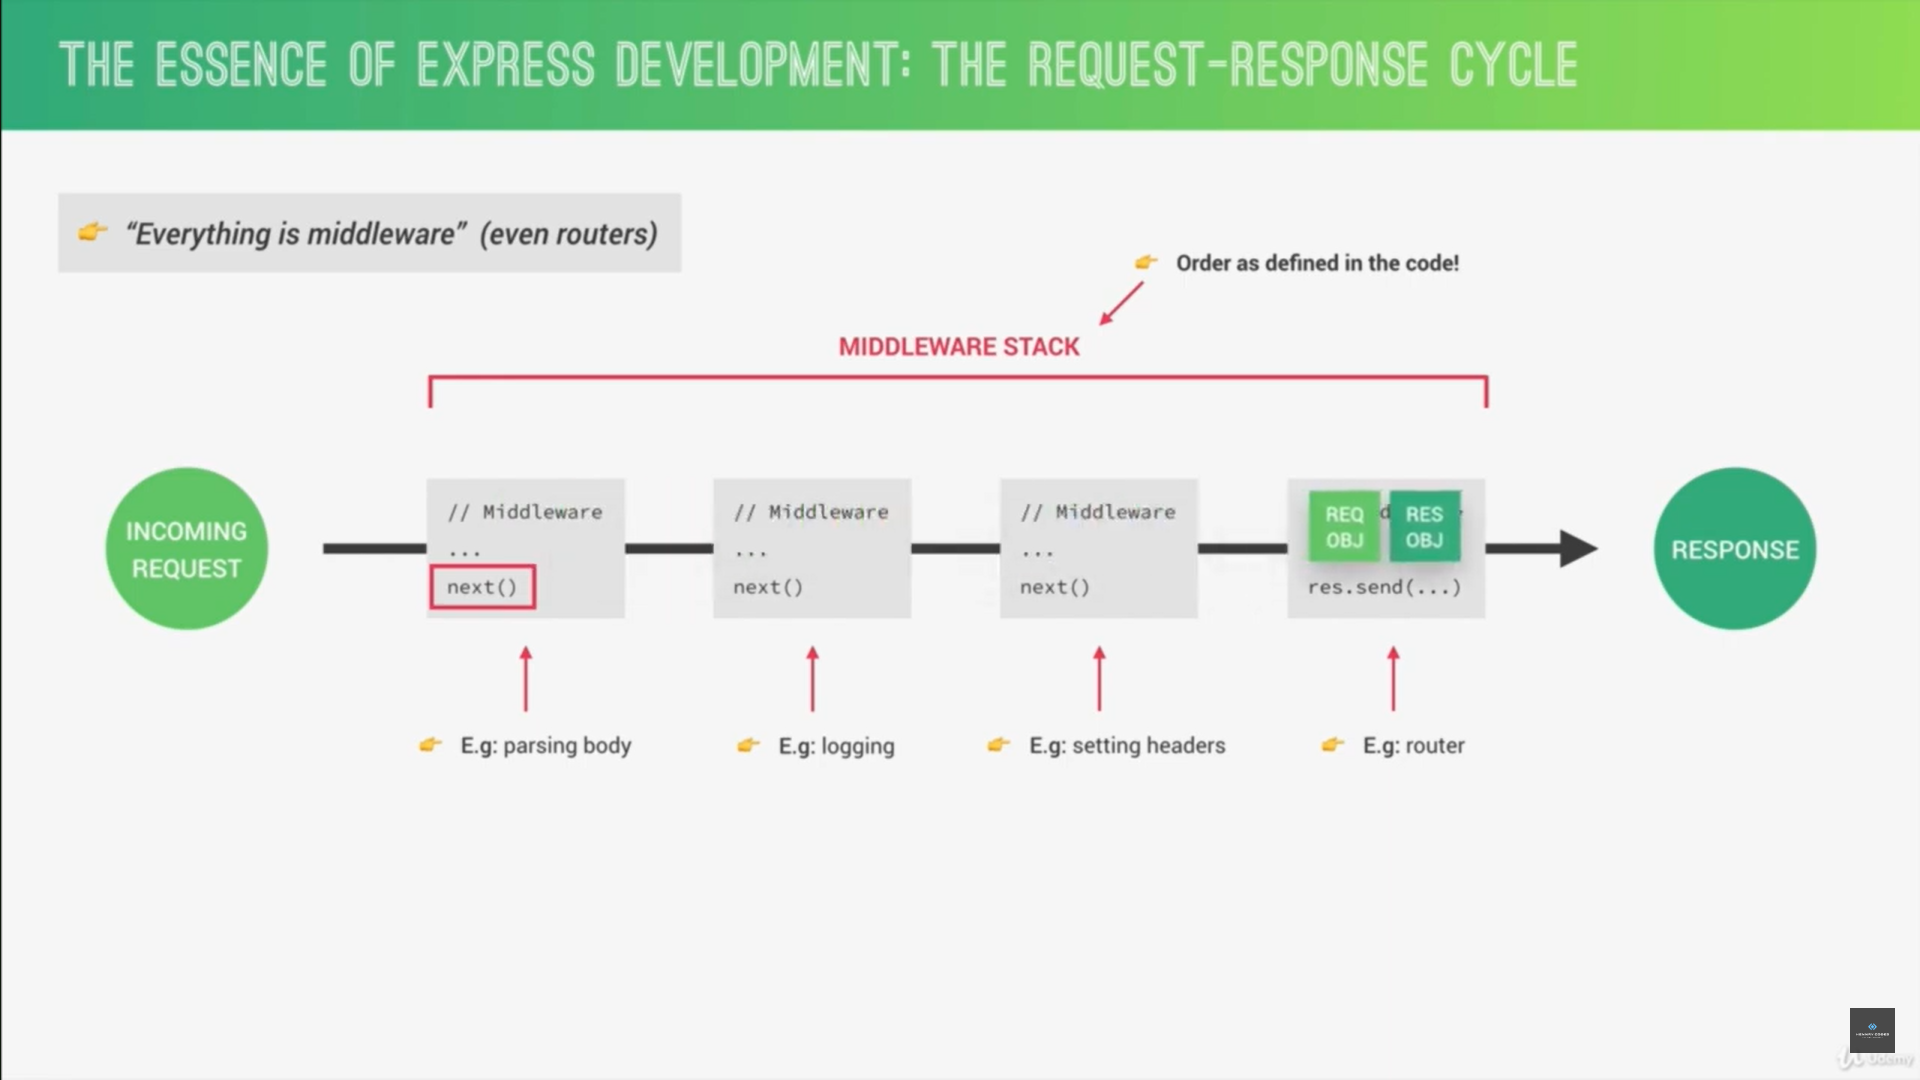 THE ESSENCE OF EXPRESS DEVELOPMENT: THE REQUEST-RESPONSE CYCLE
👉 “Everything is middleware” (even routers)
👉 Order as defined in the code!
MIDDLEWARE STACK
INCOMING
REQUEST
// Middleware
...
next()
// Middleware
...
next()
// Middleware
...
next()
REQ
OBJ
RES
OBJ
res.send(...)
RESPONSE
👉 E.g: parsing body
👉 E.g: logging
👉 E.g: setting headers
👉 E.g: router
Udemy